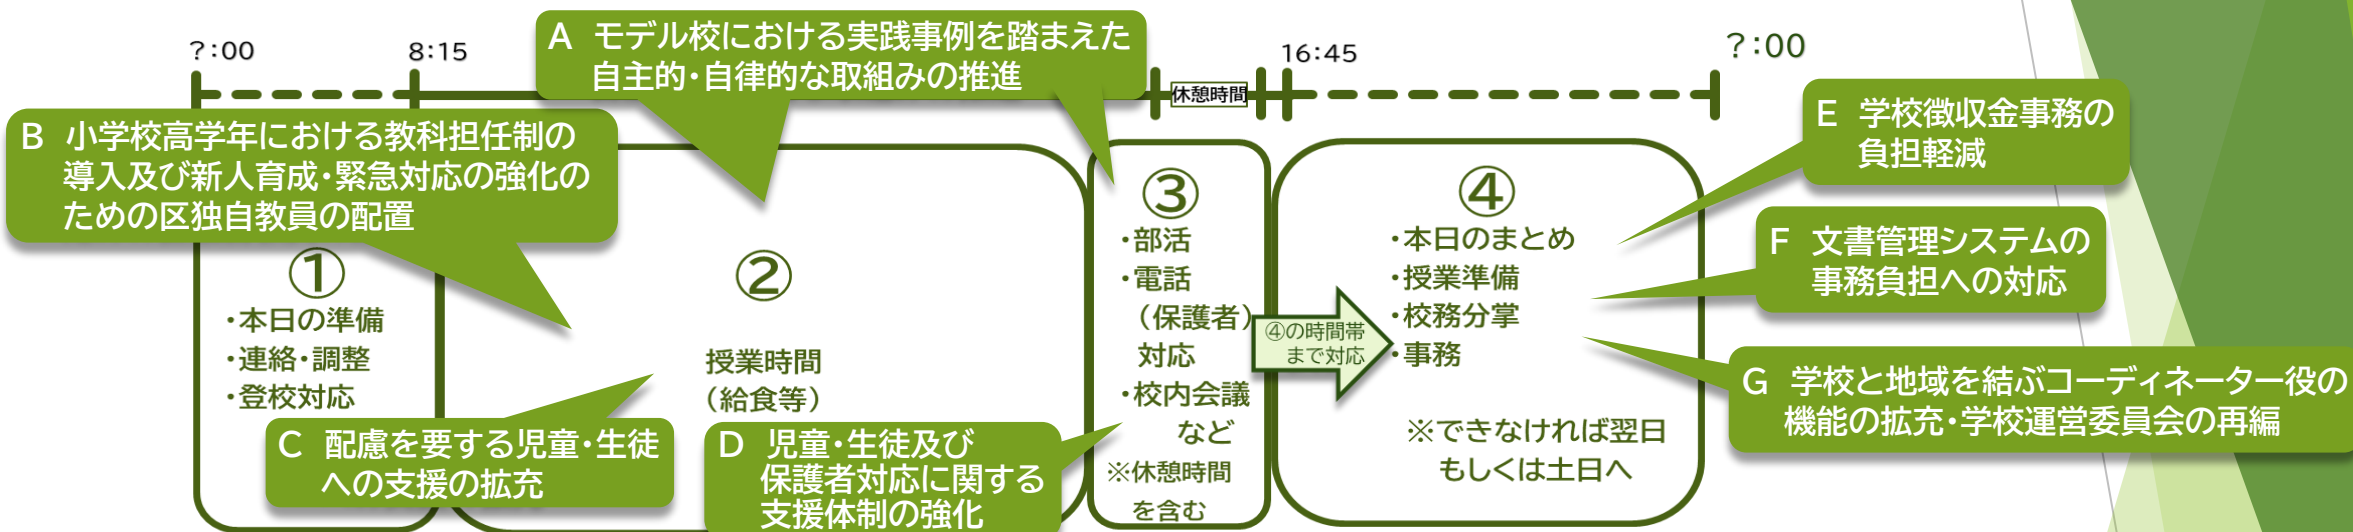 ?:00
8:15
16:45
?:00
休憩時間
A モデル校における実践事例を踏まえた
自主的・自律的な取組みの推進
B 小学校高学年における教科担任制の
導入及び新人育成・緊急対応の強化の
ための区独自教員の配置
①
・本日の準備
・連絡・調整
・登校対応
②
授業時間
(給食等)
C 配慮を要する児童・生徒
への支援の拡充
D 児童・生徒及び
保護者対応に関する
支援体制の強化
③
・部活
・電話
(保護者)
対応
・校内会議
など
※休憩時間
を含む
④の時間帯
まで対応
④
・本日のまとめ
・授業準備
・校務分掌
・事務
※できなければ翌日
もしくは土日へ
E 学校徴収金事務の
負担軽減
F 文書管理システムの
事務負担への対応
G 学校と地域を結ぶコーディネーター役の
機能の拡充・学校運営委員会の再編